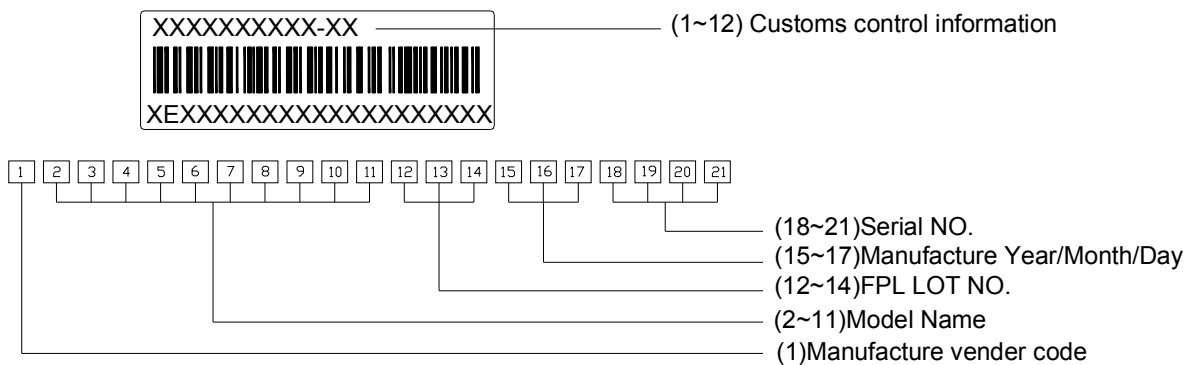 XXXXXXXXXX-XX
(1~12) Customs control information
XEXXXXXXXXXXXXXXXXXXX
1 2 3 4 5 6 7 8 9 10 11 12 13 14 15 16 17 18 19 20 21
(18~21)Serial NO.
(15~17)Manufacture Year/Month/Day
(12~14)FPL LOT NO.
(2~11)Model Name
(1)Manufacture vender code